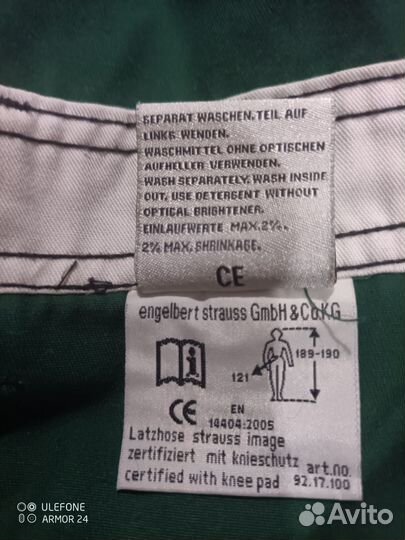 SEPARAT WASCHEN, TEIL AUF
LINKS WENDEN.
WASCHMITTEL OHNE OPTISCHEN
AUFHELLER VERWENDEN.
WASH SEPARATELY, WASH INSIDE
OUT, USE DETERGENT WITHOUT
OPTICAL BRIGHTENER.
EINLAUFWERTE MAX.2%.
2% MAX. SHRINKAGE.
CE
engelbert strauss GmbH & Co.KG
189-190
121
CE EN
14404:2005
Latzhose strauss image
zertifiziert mit knieschutz art.no.
certified with knee pad 92.17.100
ULEFONE
ARMOR 24
Avito